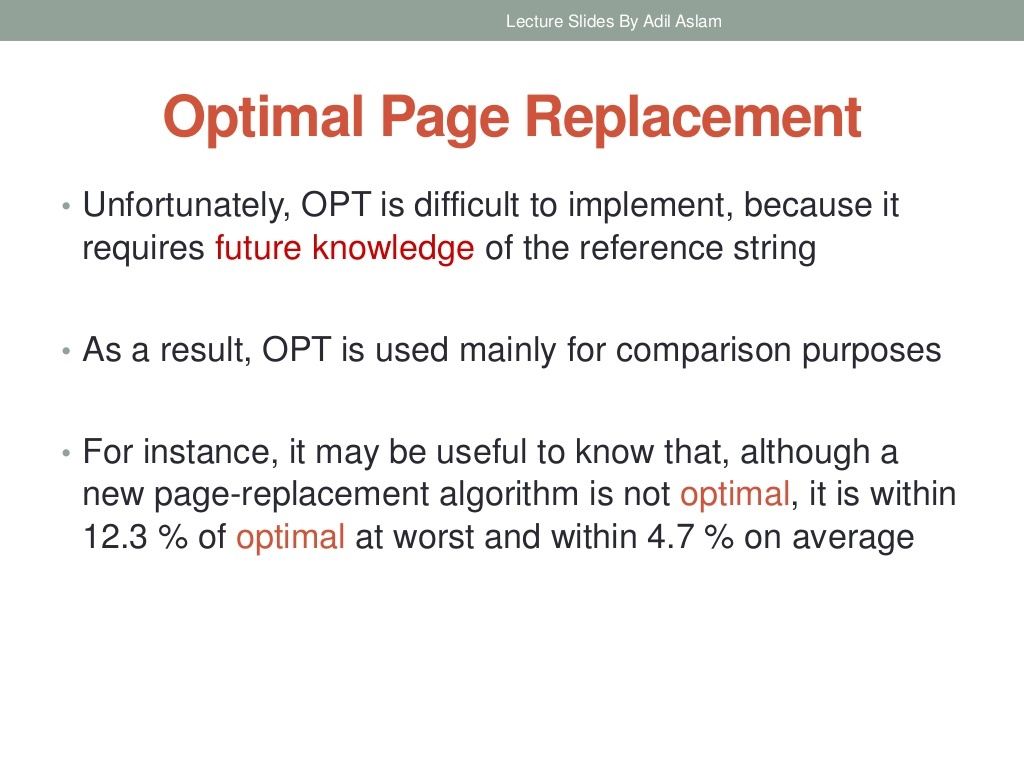 Lecture Slides By Adil Aslam
Optimal Page Replacement
• Unfortunately, OPT is difficult to implement, because it
requires future knowledge of the reference string
• As a result, OPT is used mainly for comparison purposes
• For instance, it may be useful to know that, although a
new page-replacement algorithm is not optimal, it is within
12.3 % of optimal at worst and within 4.7 % on average